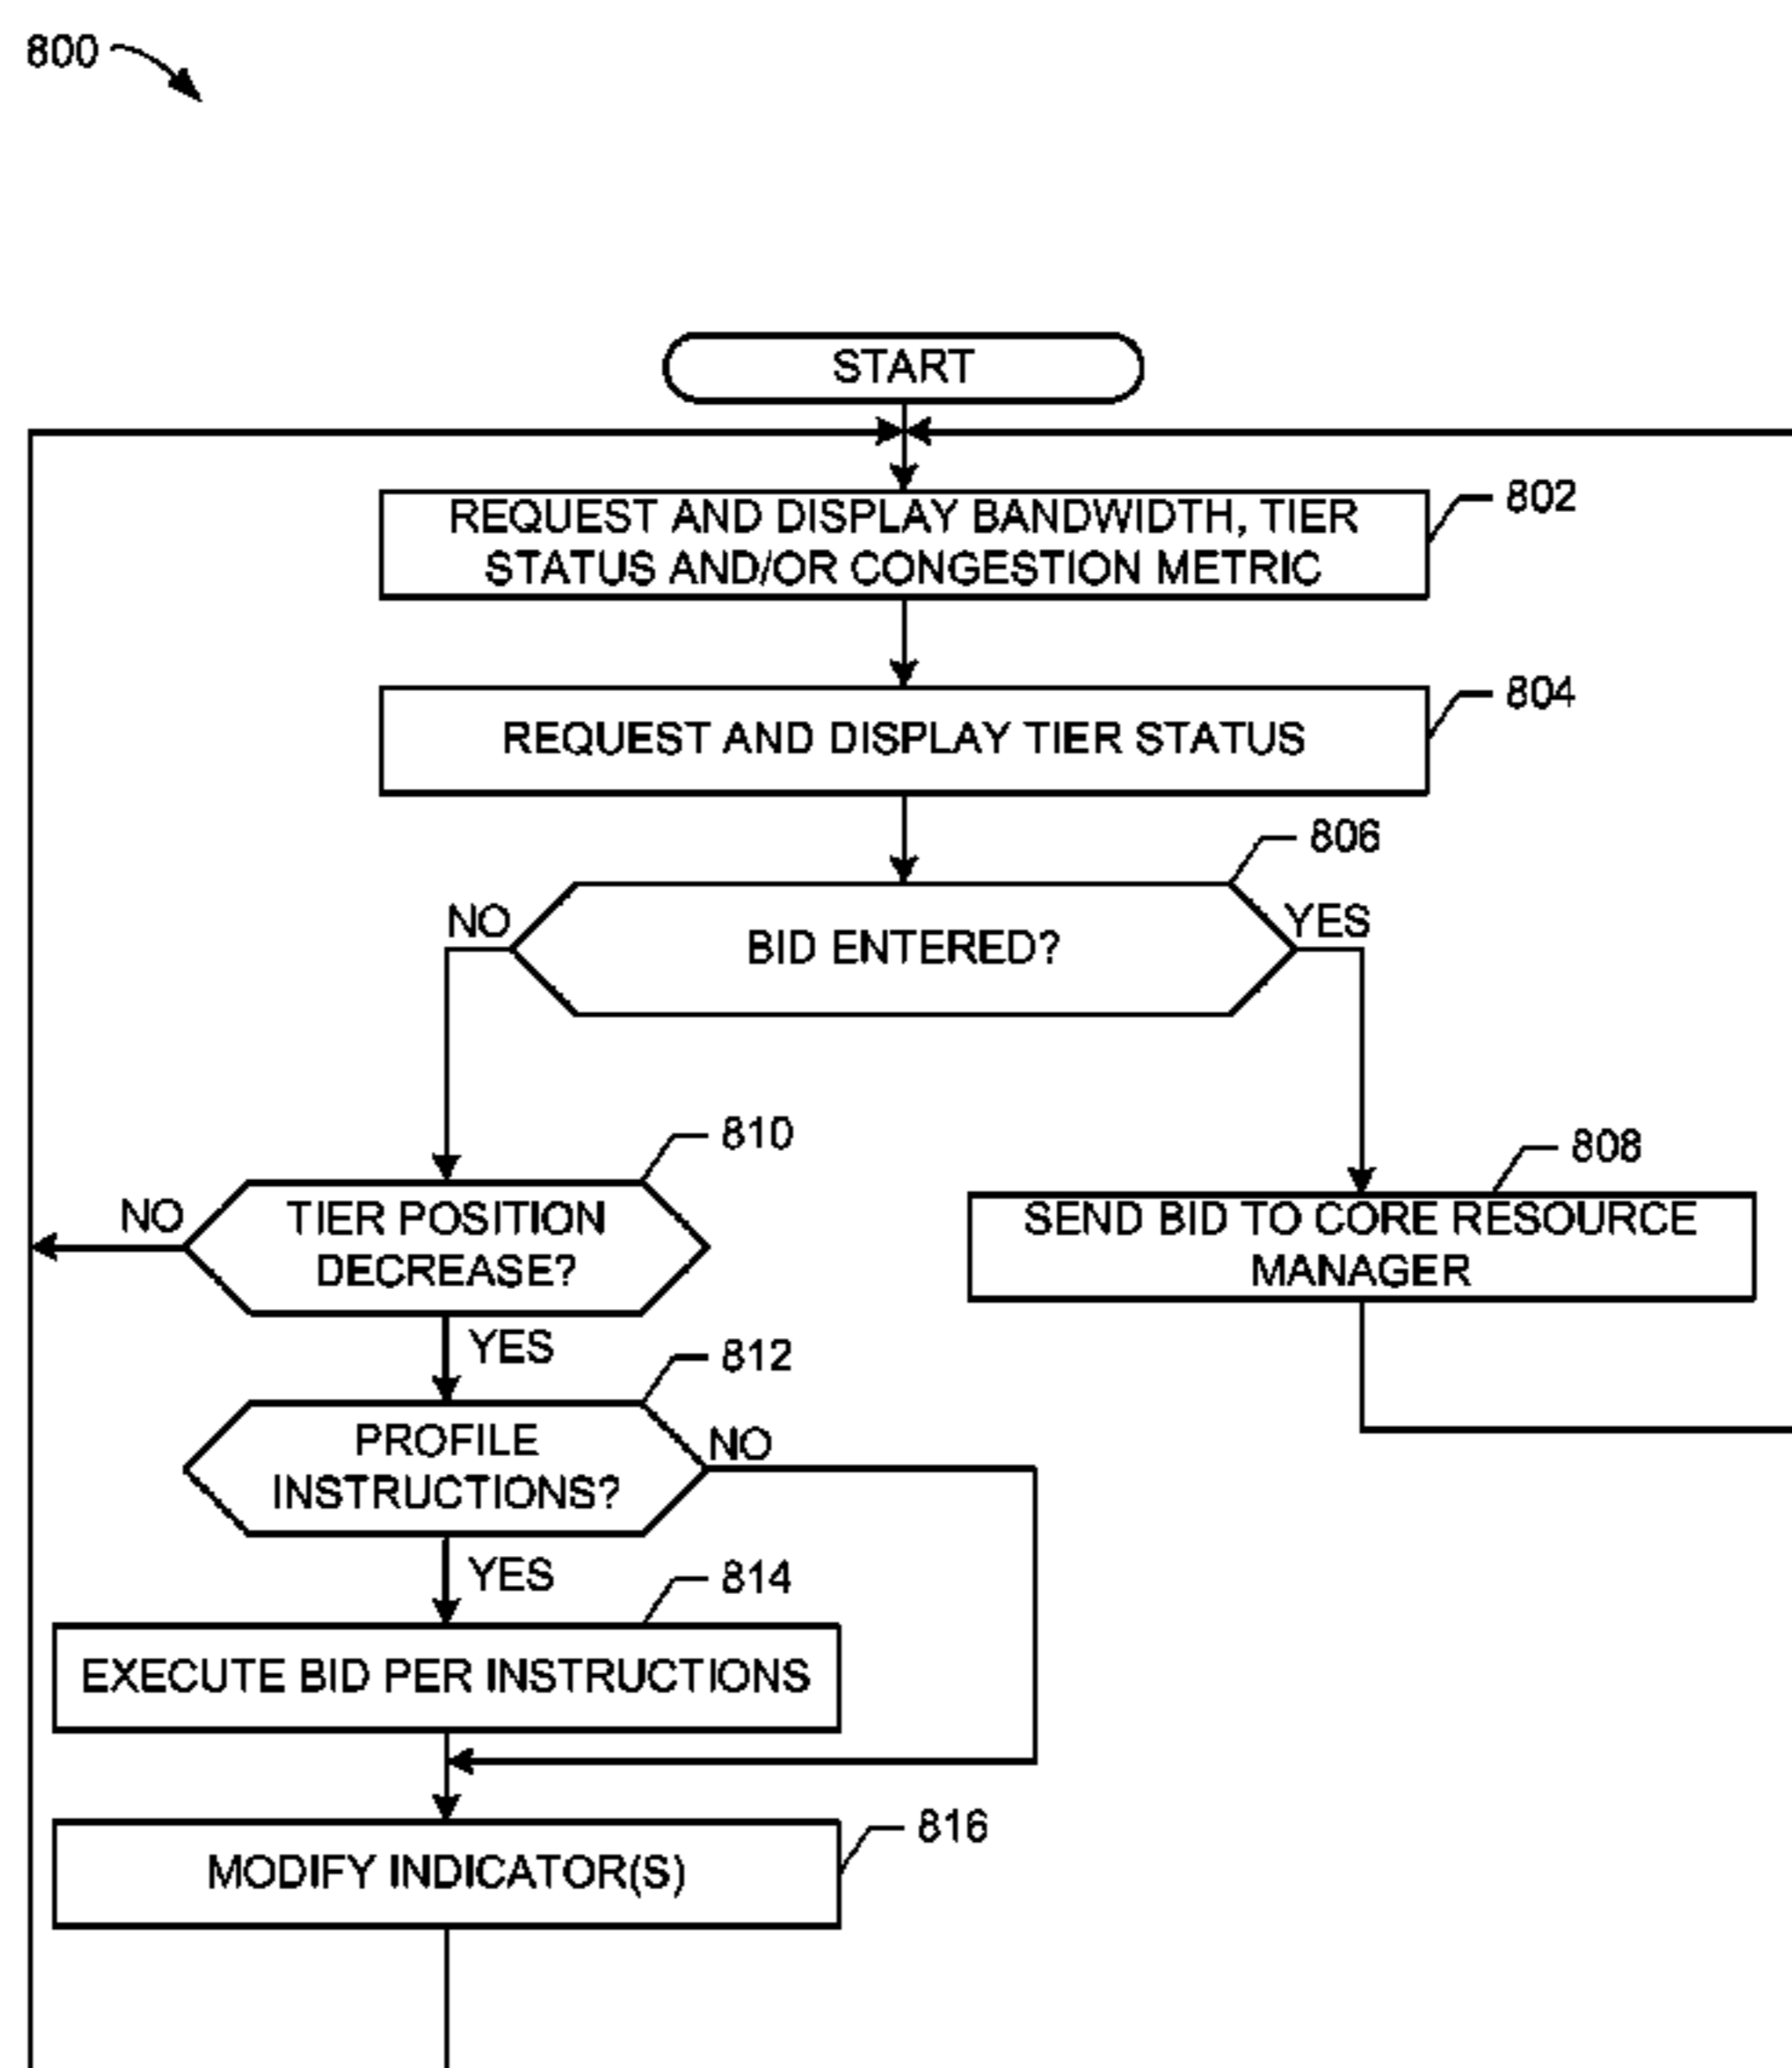 800
START
REQUEST AND DISPLAY BANDWIDTH, TIER
STATUS AND/OR CONGESTION METRIC
802
REQUEST AND DISPLAY TIER STATUS
804
806
NO
BID ENTERED?
YES
810
NO
TIER POSITION
DECREASE?
YES
808
SEND BID TO CORE RESOURCE
MANAGER
812
PROFILE
INSTRUCTIONS?
NO
YES
814
EXECUTE BID PER INSTRUCTIONS
816
MODIFY INDICATOR(S)